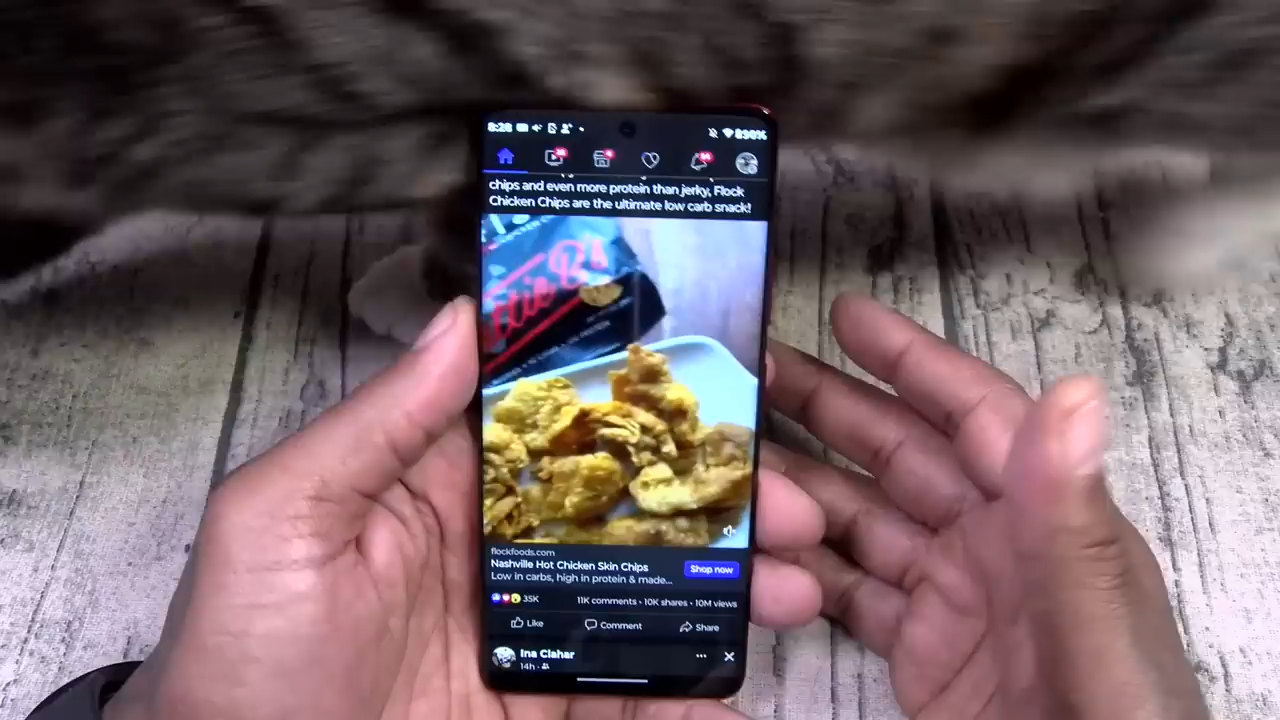 8:28
chips and even more protein than jerky, Flock
Chicken Chips are the ultimate low carb snack!
flockfoods.com
Nashville Hot Chicken Skin Chips
Low in carbs, high in protein & made...
Shop now
35K
11K comments • 10K shares • 10M views
Like
Comment
Share
Ina Clahar
14h